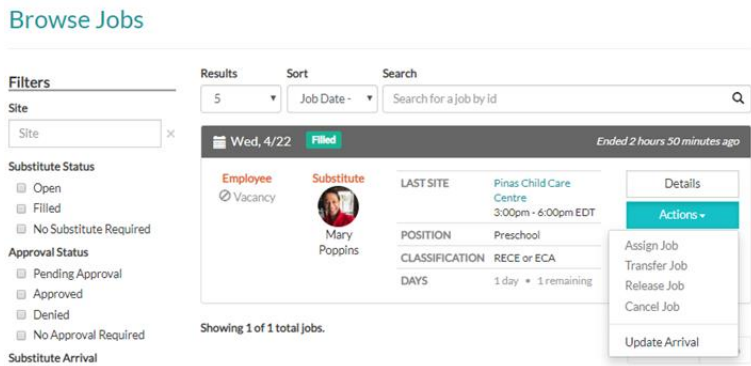 Browse Jobs
Filters
Site
Site ×
Substitute Status
Open
Filled
No Substitute Required
Approval Status
Pending Approval
Approved
Denied
No Approval Required
Substitute Arrival
Results Sort Search
5 Job Date - Search for a job by id
Wed, 4/22 Filled Ended 2 hours 50 minutes ago
Employee
Vacancy
Substitute
Mary
Poppins
LAST SITE Pinas Child Care
Centre
3:00pm - 6:00pm EDT
POSITION Preschool
CLASSIFICATION RECE or ECA
DAYS 1 day • 1 remaining
Details
Actions
Assign Job
Transfer Job
Release Job
Cancel Job
Update Arrival
Showing 1 of 1 total jobs.